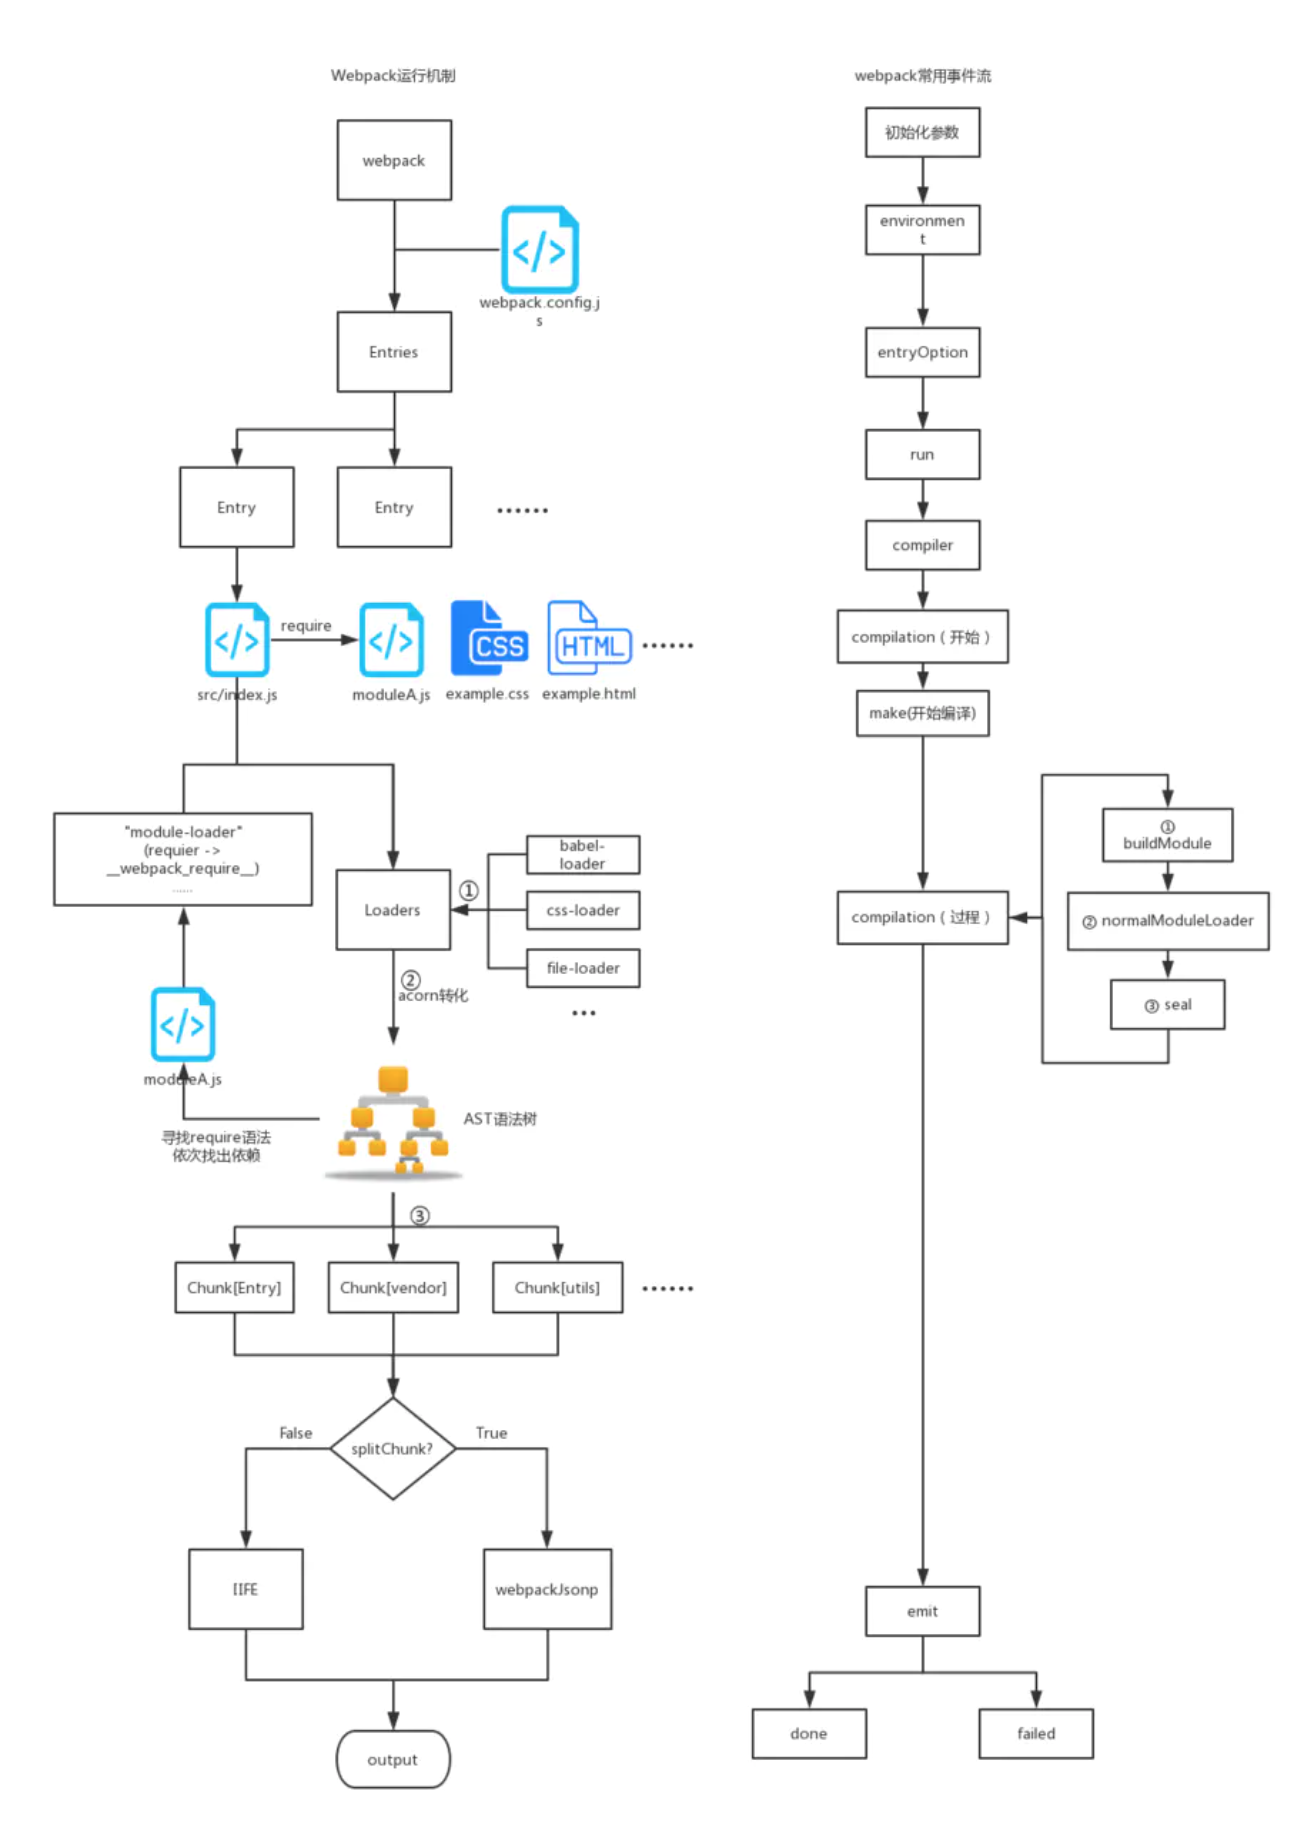 Webpack运行机制
webpack
webpack.config.j
s
Entries
Entry
Entry
······
require
src/index.js
moduleA.js
CSS
example.css
HTML
example.html
······
"module-loader"
(requier ->
__webpack_require__)
......
Loaders
①
babel-
loader
css-loader
file-loader
...
②
acorn转化
moduleA.js
寻找require语法
依次找出依赖
AST语法树
③
Chunk[Entry]
Chunk[vendor]
Chunk[utils]
······
splitChunk?
False
True
IIFE
webpackJsonp
output
webpack常用事件流
初始化参数
environmen
t
entryOption
run
compiler
compilation（开始）
make(开始编译)
compilation（过程）
①
buildModule
② normalModuleLoader
③ seal
emit
done
failed